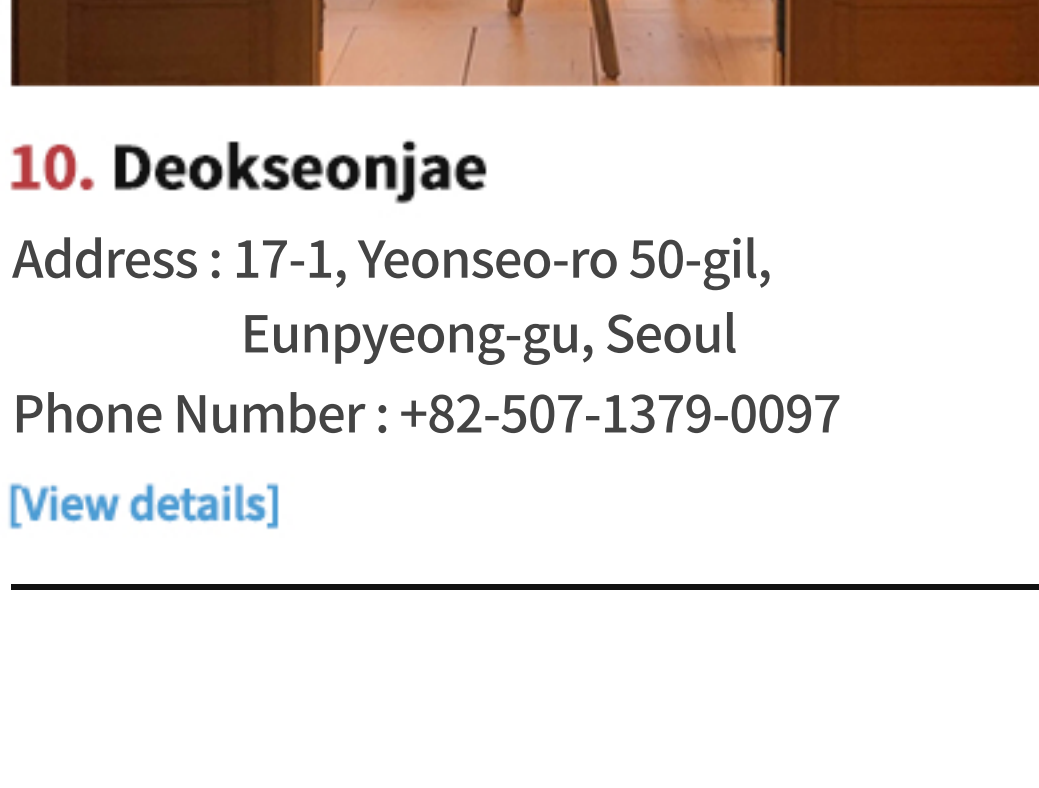 10. Deokseonjae
Address : 17-1, Yeonseo-ro 50-gil,
Eunpyeong-gu, Seoul
Phone Number : +82-507-1379-0097
[View details]